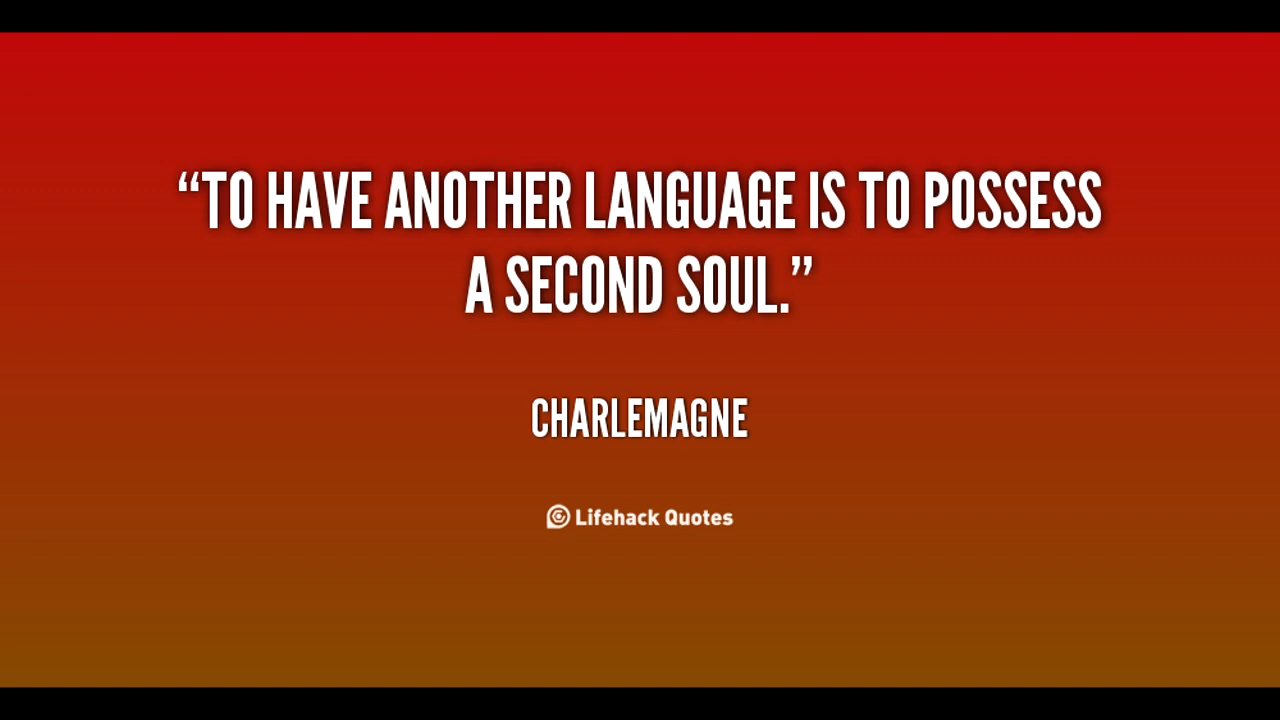 “TO HAVE ANOTHER LANGUAGE IS TO POSSESS
A SECOND SOUL.”
CHARLEMAGNE
Lifehack Quotes